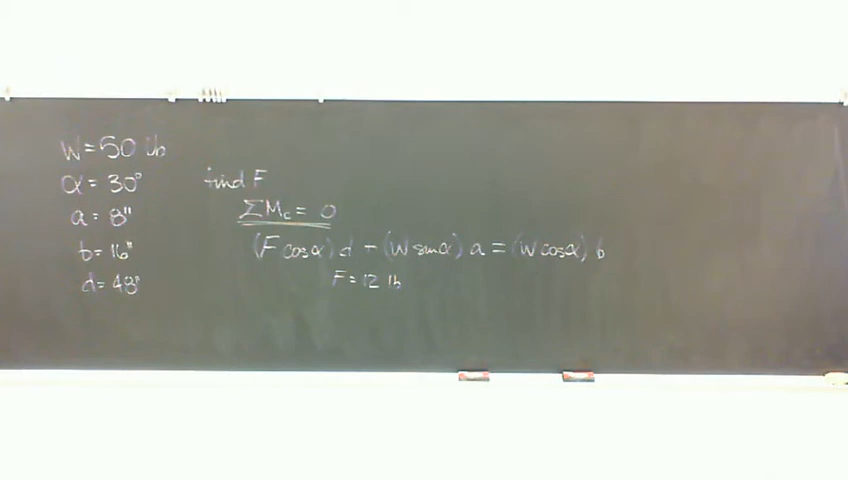 W=50 lb
α = 30°
a = 8"
b = 16"
d = 48"
find F
ΣMc = 0
(F cosα) d + (W sinα) a = (W cosα) b
F = 12 lb